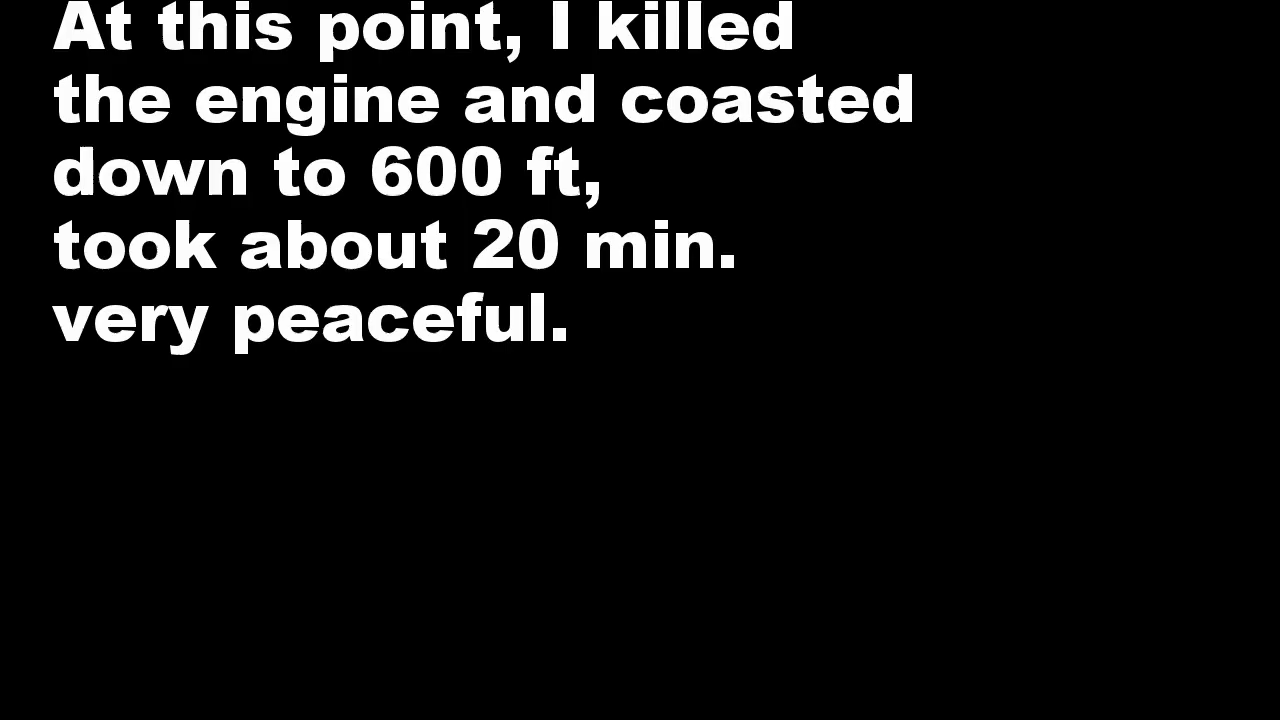 At this point, I killed
the engine and coasted
down to 600 ft,
took about 20 min.
very peaceful.